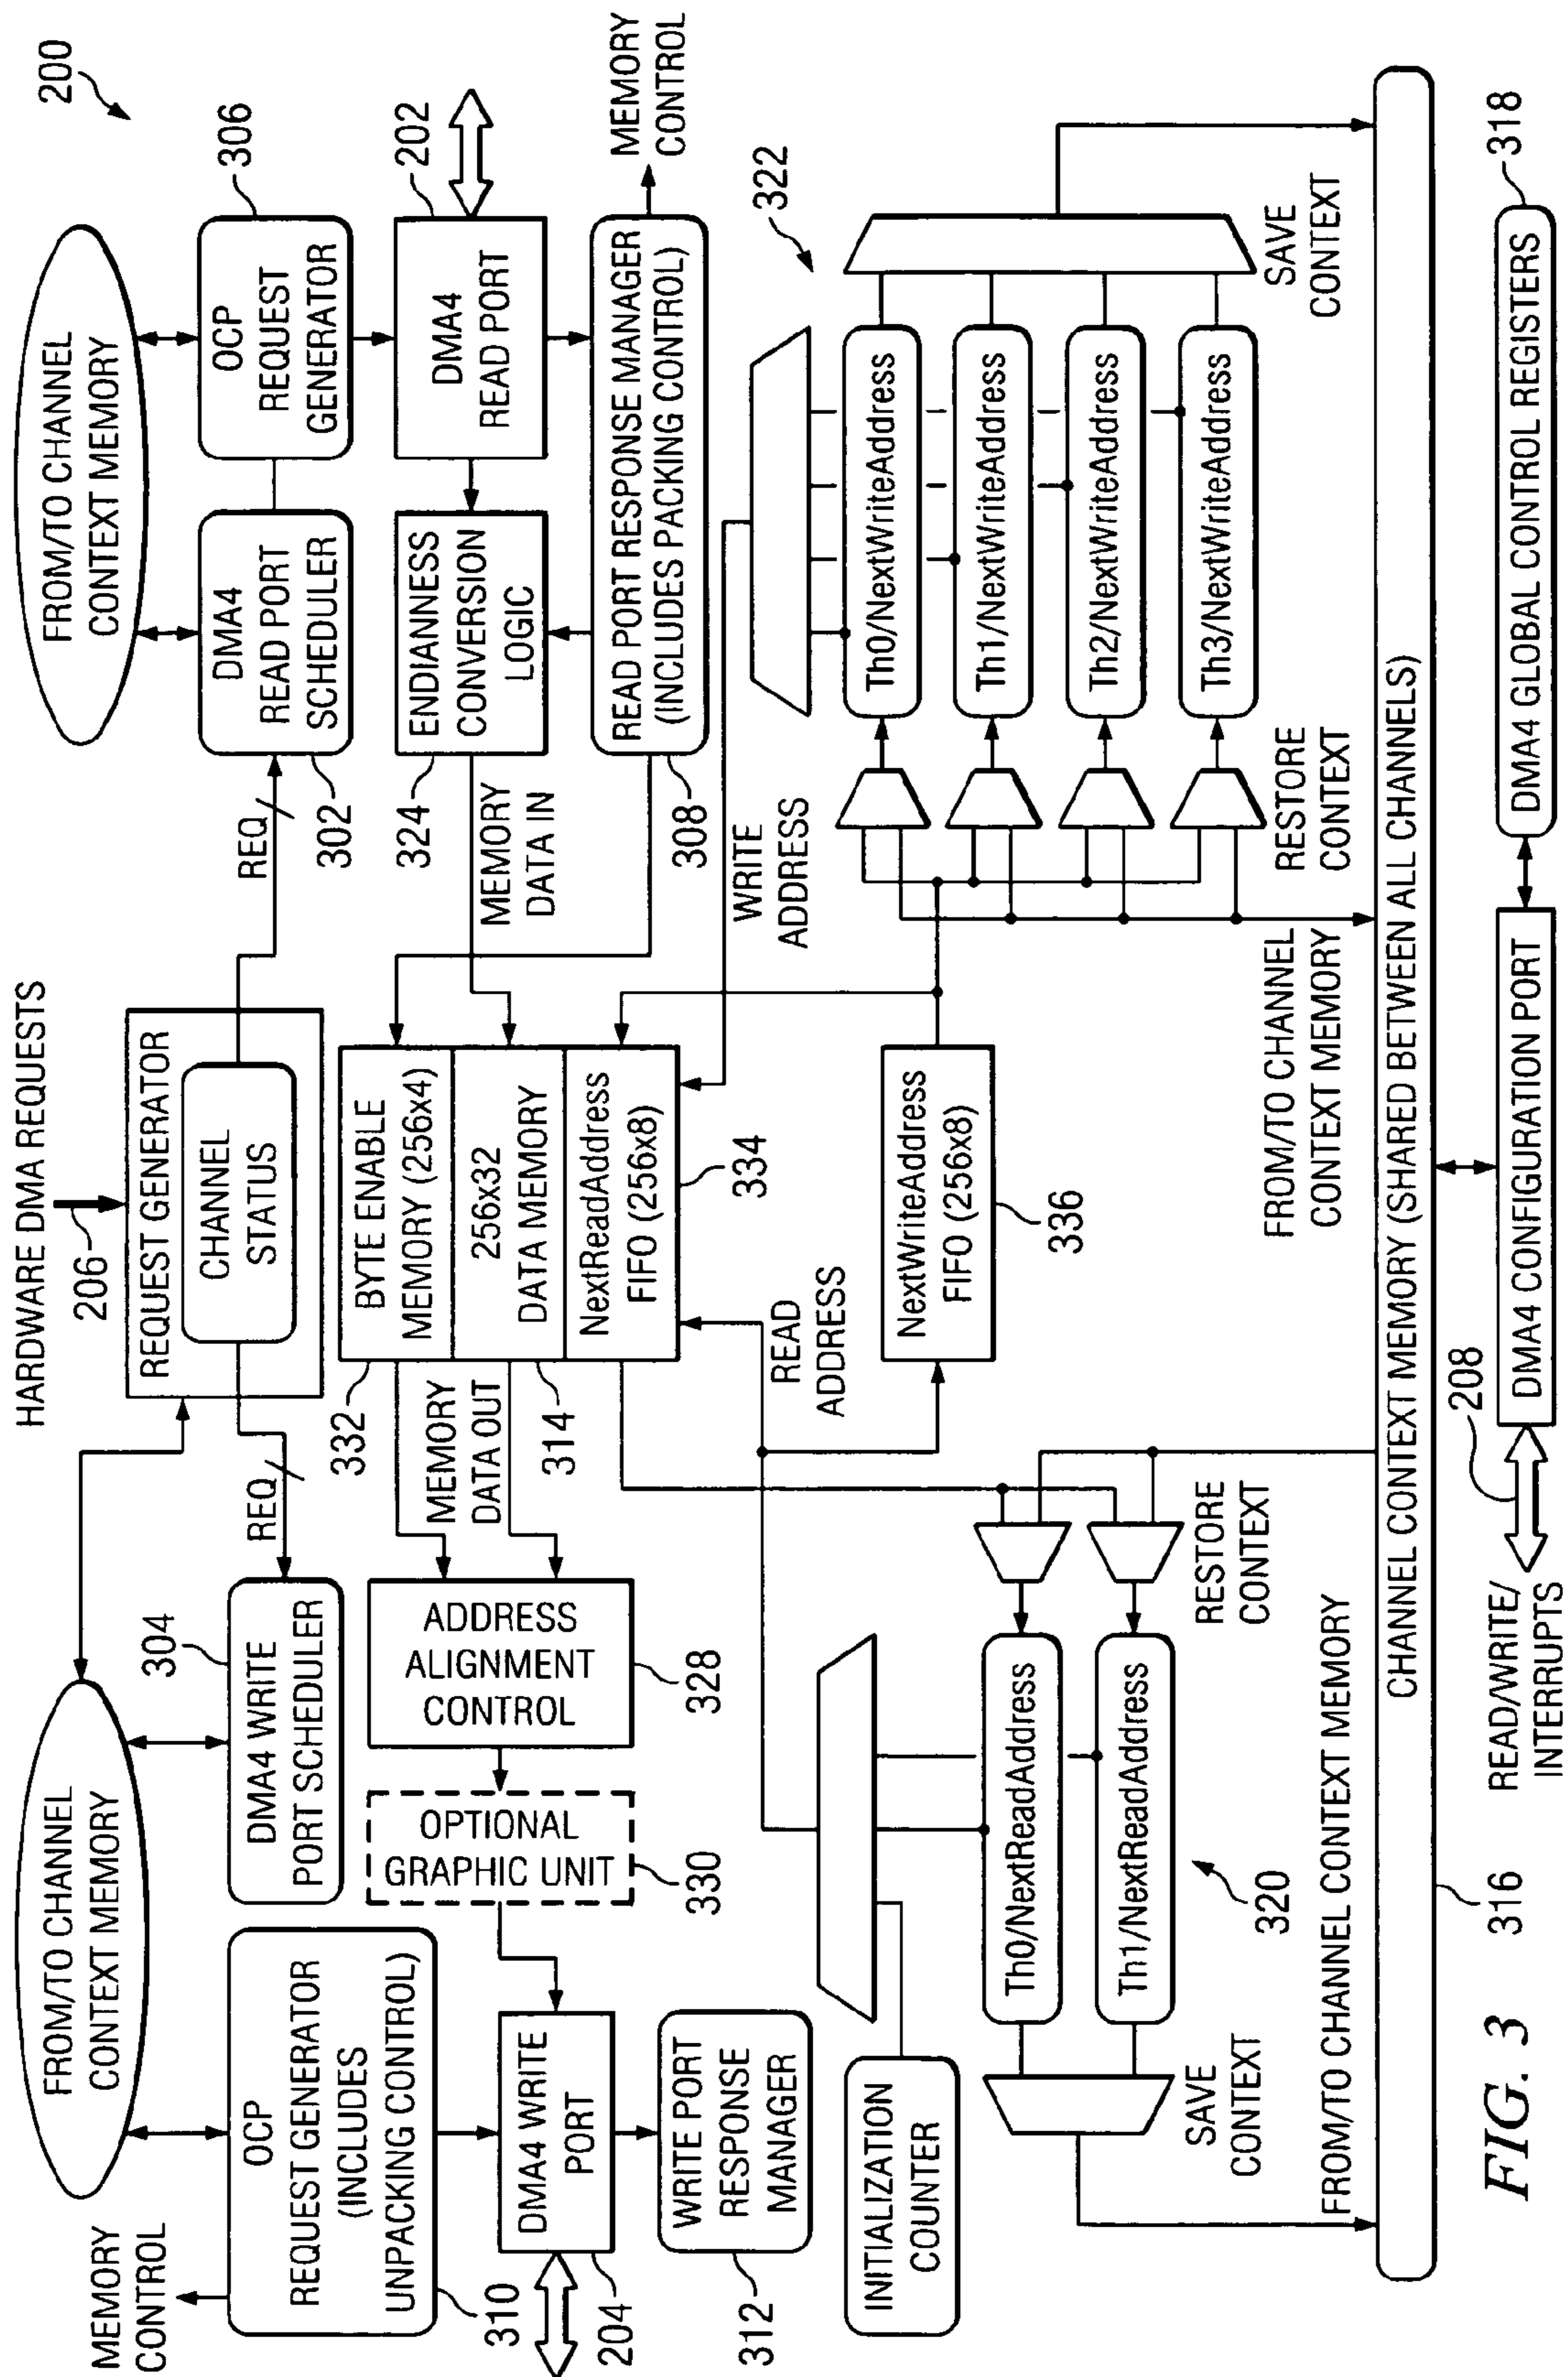 200
FROM/TO CHANNEL
CONTEXT MEMORY
HARDWARE DMA REQUESTS
206
FROM/TO CHANNEL
CONTEXT MEMORY
MEMORY
CONTROL
OCP
REQUEST GENERATOR
(INCLUDES
UNPACKING CONTROL)
310
DMA4 WRITE
PORT SCHEDULER
304
REQ
REQUEST GENERATOR
CHANNEL
STATUS
REQ
DMA4
READ PORT
SCHEDULER
302
OCP
REQUEST
GENERATOR
306
DMA4 WRITE
PORT
204
OPTIONAL
GRAPHIC UNIT
330
ADDRESS
ALIGNMENT
CONTROL
328
MEMORY
DATA OUT
332
314
BYTE ENABLE
MEMORY (256x4)
256x32
DATA MEMORY
NextReadAddress
FIFO (256x8)
334
MEMORY
DATA IN
ENDIANNESS
CONVERSION
LOGIC
324
DMA4
READ PORT
202
WRITE PORT
RESPONSE
MANAGER
312
READ PORT RESPONSE MANAGER
(INCLUDES PACKING CONTROL)
308
MEMORY
CONTROL
INITIALIZATION
COUNTER
READ
ADDRESS
WRITE
ADDRESS
322
NextWriteAddress
FIFO (256x8)
336
Th0/NextReadAddress
Th1/NextReadAddress
320
Th0/NextWriteAddress
Th1/NextWriteAddress
Th2/NextWriteAddress
Th3/NextWriteAddress
SAVE
CONTEXT
RESTORE
CONTEXT
FROM/TO CHANNEL
CONTEXT MEMORY
RESTORE
CONTEXT
SAVE
CONTEXT
FROM/TO CHANNEL CONTEXT MEMORY
CHANNEL CONTEXT MEMORY (SHARED BETWEEN ALL CHANNELS)
316
READ/WRITE/
INTERRUPTS
208
DMA4 CONFIGURATION PORT
DMA4 GLOBAL CONTROL REGISTERS
318
FIG. 3